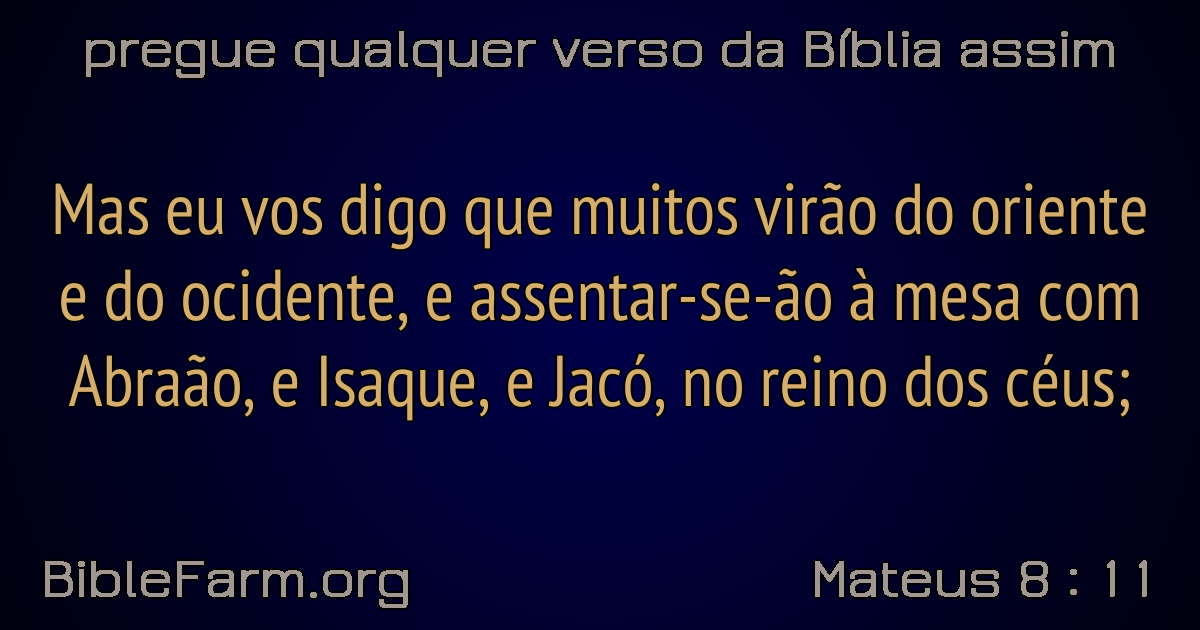 pregue qualquer verso da Bíblia assim
Mas eu vos digo que muitos virão do oriente
e do ocidente, e assentar-se-ão à mesa com
Abraão, e Isaque, e Jacó, no reino dos céus;
BibleFarm.org
Mateus 8 : 11